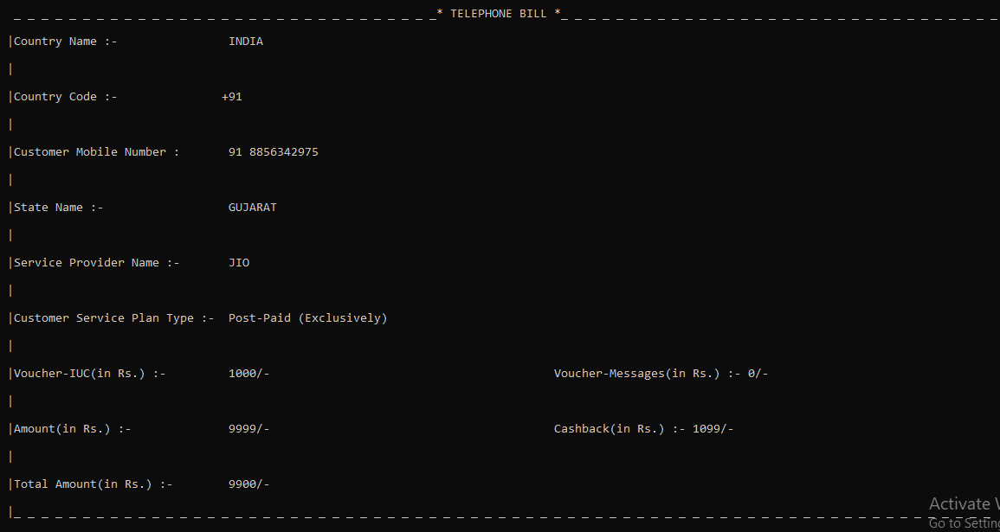 _ _ _ _ _ _ _ _ _ _ _ _ _ _ _ _ _ _ _ _ _ _ _ _ _ _ _ _ _ _ _* TELEPHONE BILL *_ _ _ _ _ _ _ _ _ _ _ _ _ _ _ _ _ _ _ _ _ _ _ _ _ _ _ _ _ _ _ _
|Country Name :- INDIA
|
|Country Code :- +91
|
|Customer Mobile Number : 91 8856342975
|
|State Name :- GUJARAT
|
|Service Provider Name :- JIO
|
|Customer Service Plan Type :- Post-Paid (Exclusively)
|
|Voucher-IUC(in Rs.) :- 1000/- Voucher-Messages(in Rs.) :- 0/-
|
|Amount(in Rs.) :- 9999/- Cashback(in Rs.) :- 1099/-
|
|Total Amount(in Rs.) :- 9900/-
Activate
|_ _ _ _ _ _ _ _ _ _ _ _ _ _ _ _ _ _ _ _ _ _ _ _ _ _ _ _ _ _ _ _ _ _ _ _ _ _ _ _ _ _ _ _ _ _ _ _ _ _ _ _ _ _ _ _ _ _ _ _ _ _ _ _ _ _ _ _ _ _ _
Go to